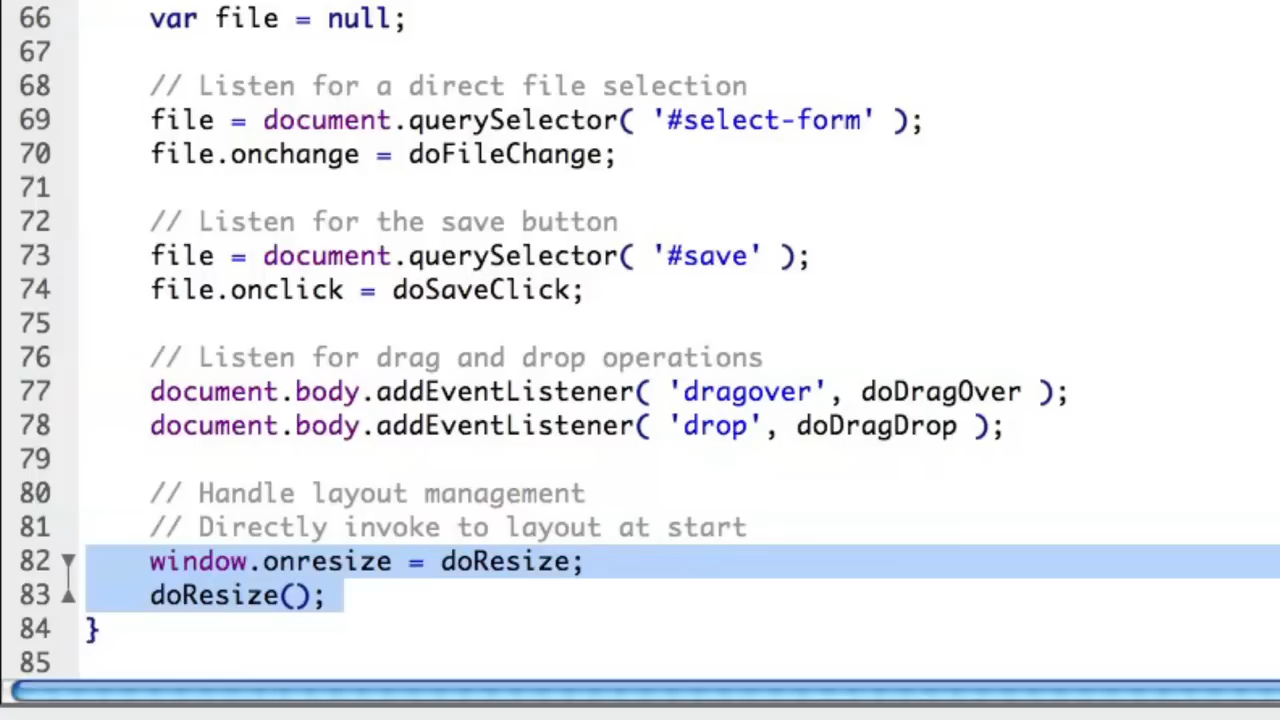 66 var file = null;
67
68 // Listen for a direct file selection
69 file = document.querySelector( '#select-form' );
70 file.onchange = doFileChange;
71
72 // Listen for the save button
73 file = document.querySelector( '#save' );
74 file.onclick = doSaveClick;
75
76 // Listen for drag and drop operations
77 document.body.addEventListener( 'dragover', doDragOver );
78 document.body.addEventListener( 'drop', doDragDrop );
79
80 // Handle layout management
81 // Directly invoke to layout at start
82 window.onresize = doResize;
83 doResize();
84 }
85